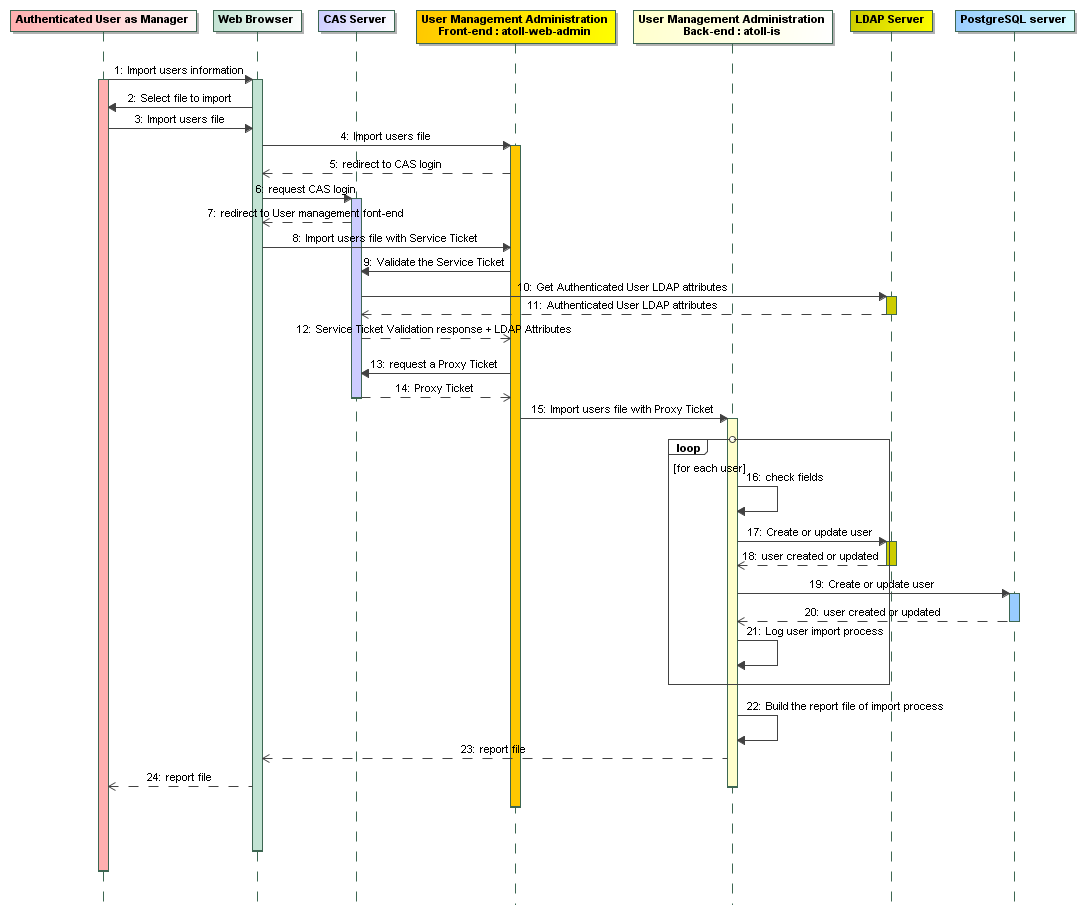 Authenticated User as Manager
Web Browser
CAS Server
User Management Administration
Front-end : atoll-web-admin
User Management Administration
Back-end : atoll-is
LDAP Server
PostgreSQL server
1: Import users information
2: Select file to import
3: Import users file
4: Import users file
5: redirect to CAS login
6: request CAS login
7: redirect to User management font-end
8: Import users file with Service Ticket
9: Validate the Service Ticket
10: Get Authenticated User LDAP attributes
11: Authenticated User LDAP attributes
12: Service Ticket Validation response + LDAP Attributes
13: request a Proxy Ticket
14: Proxy Ticket
15: Import users file with Proxy Ticket
loop
[for each user]
16: check fields
17: Create or update user
18: user created or updated
19: Create or update user
20: user created or updated
21: Log user import process
22: Build the report file of import process
23: report file
24: report file